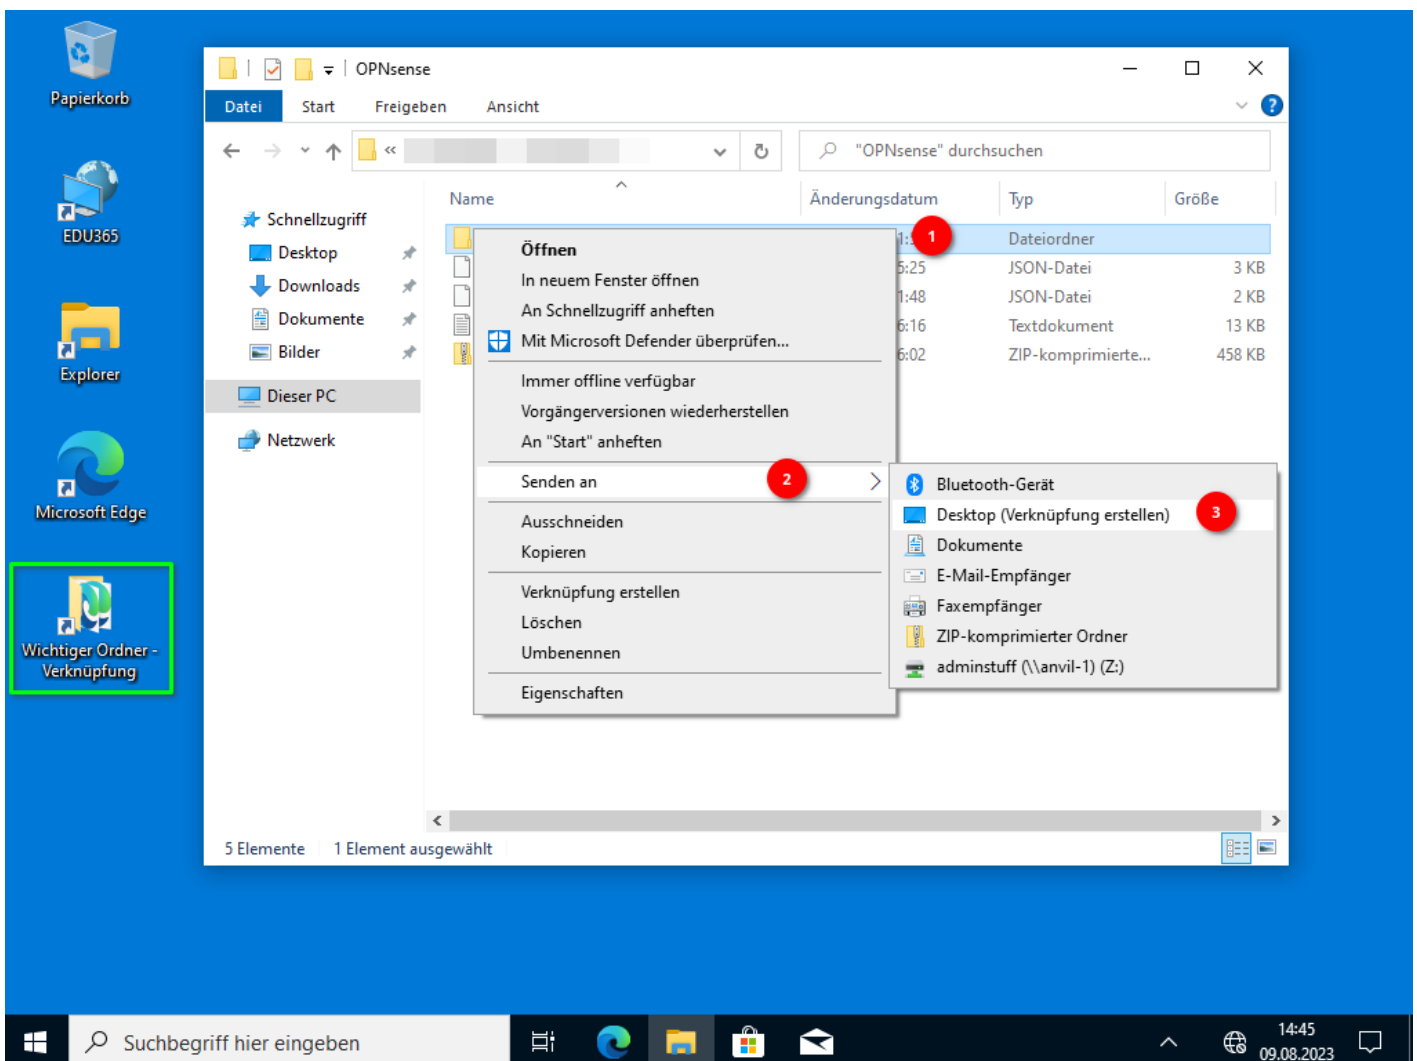 Papierkorb
EDU365
Explorer
Microsoft Edge
Wichtiger Ordner -
Verknüpfung
OPNsense
Datei Start Freigeben Ansicht
?
«
"OPNsense" durchsuchen
Schnellzugriff
Desktop
Downloads
Dokumente
Bilder
Dieser PC
Netzwerk
Name Änderungsdatum Typ Größe
1 Dateiordner
5:25 JSON-Datei 3 KB
1:48 JSON-Datei 2 KB
6:16 Textdokument 13 KB
6:02 ZIP-komprimierte... 458 KB
Öffnen
In neuem Fenster öffnen
An Schnellzugriff anheften
Mit Microsoft Defender überprüfen...
Immer offline verfügbar
Vorgängerversionen wiederherstellen
An "Start" anheften
Senden an 2
Ausschneiden
Kopieren
Verknüpfung erstellen
Löschen
Umbenennen
Eigenschaften
Bluetooth-Gerät
Desktop (Verknüpfung erstellen) 3
Dokumente
E-Mail-Empfänger
Faxempfänger
ZIP-komprimierter Ordner
adminstuff (\\anvil-1) (Z:)
5 Elemente 1 Element ausgewählt
Suchbegriff hier eingeben
14:45
09.08.2023